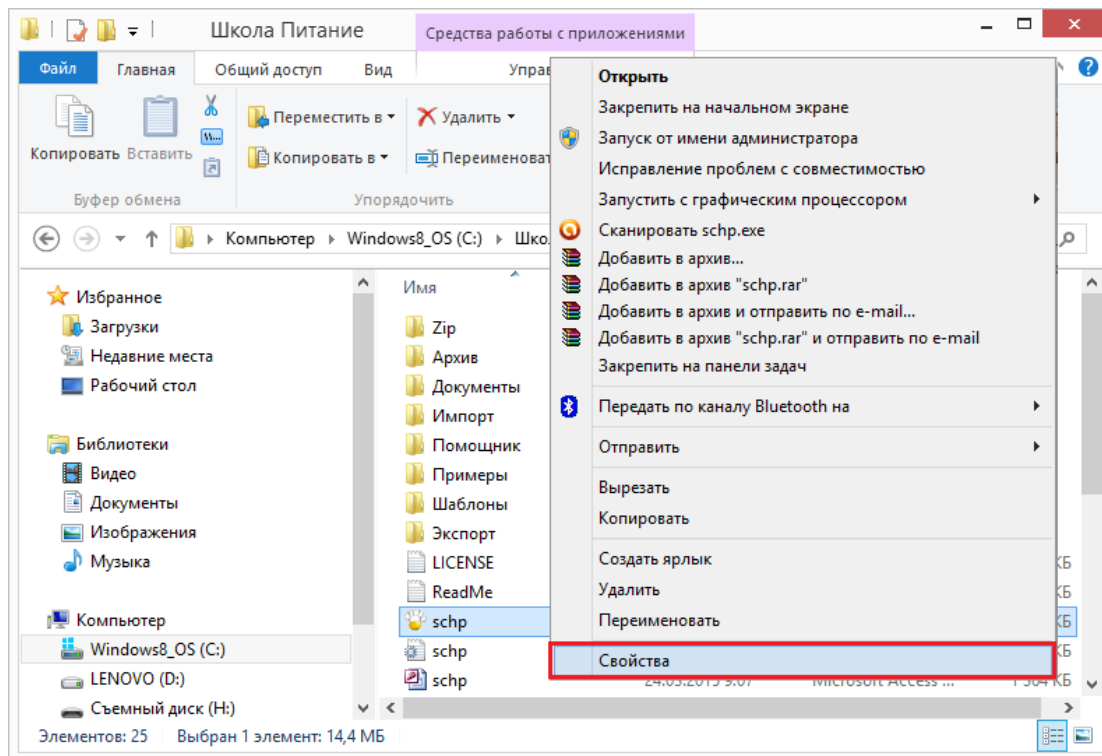 Школа Питание
Средства работы с приложениями
Файл
Главная
Общий доступ
Вид
Копировать
Вставить
Переместить в
Копировать в
Удалить
Буфер обмена
Упорядочить
Компьютер
Windows8_OS (C:)
Избранное
Загрузки
Недавние места
Рабочий стол
Библиотеки
Видео
Документы
Изображения
Музыка
Компьютер
Windows8_OS (C:)
LENOVO (D:)
Съемный диск (H:)
Имя
Zip
Архив
Документы
Импорт
Помощник
Примеры
Шаблоны
Экспорт
LICENSE
ReadMe
schp
schp
schp
Открыть
Закрепить на начальном экране
Запуск от имени администратора
Исправление проблем с совместимостью
Запустить с графическим процессором
Сканировать schp.exe
Добавить в архив...
Добавить в архив "schp.rar"
Добавить в архив и отправить по e-mail...
Добавить в архив "schp.rar" и отправить по e-mail
Закрепить на панели задач
Передать по каналу Bluetooth на
Отправить
Вырезать
Копировать
Создать ярлык
Удалить
Переименовать
Свойства
КБ
КБ
КБ
КБ
КБ
Элементов: 25
Выбран 1 элемент: 14,4 МБ